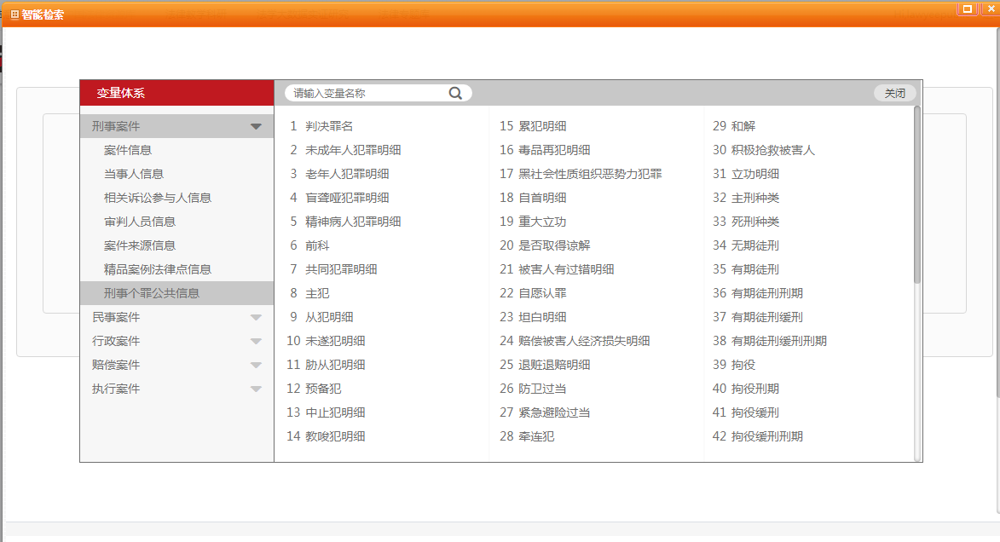 智能检索
变量体系
请输入变量名称
关闭
刑事案件
案件信息
当事人信息
相关诉讼参与人信息
审判人员信息
案件来源信息
精品案例法律点信息
刑事个罪公共信息
民事案件
行政案件
赔偿案件
执行案件
1 判决罪名
2 未成年人犯罪明细
3 老年人犯罪明细
4 盲聋哑犯罪明细
5 精神病人犯罪明细
6 前科
7 共同犯罪明细
8 主犯
9 从犯明细
10 未遂犯明细
11 胁从犯明细
12 预备犯
13 中止犯明细
14 教唆犯明细
15 累犯明细
16 毒品再犯明细
17 黑社会性质组织恶势力犯罪
18 自首明细
19 重大立功
20 是否取得谅解
21 被害人有过错明细
22 自愿认罪
23 坦白明细
24 赔偿被害人经济损失明细
25 退赃退赔明细
26 防卫过当
27 紧急避险过当
28 牵连犯
29 和解
30 积极抢救被害人
31 立功明细
32 主刑种类
33 死刑种类
34 无期徒刑
35 有期徒刑
36 有期徒刑刑期
37 有期徒刑缓刑
38 有期徒刑缓刑刑期
39 拘役
40 拘役刑期
41 拘役缓刑
42 拘役缓刑刑期